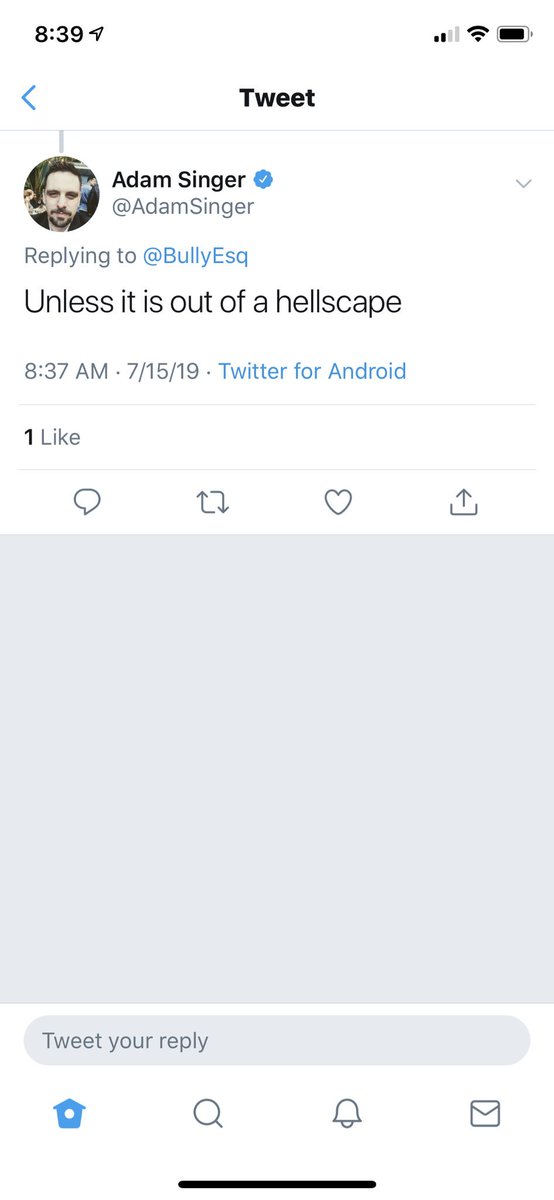 8:39
Tweet
Adam Singer
@AdamSinger
Replying to @BullyEsq
Unless it is out of a hellscape
8:37 AM · 7/15/19 · Twitter for Android
1 Like
Tweet your reply